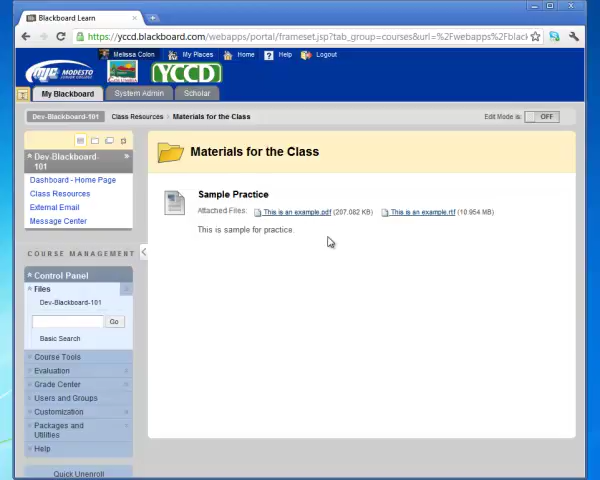 Blackboard Learn
https://yccd.blackboard.com/webapps/portal/frameset.jsp?tab_group=courses&url=%2Fwebapps%2Fblack
Melissa Colon My Places Home Help Logout
mjc MODESTO JUNIOR COLLEGE YCCD
My Blackboard System Admin Scholar
Dev-Blackboard-101 Class Resources > Materials for the Class Edit Mode is: OFF
Materials for the Class
Dev-Blackboard-101
Dashboard - Home Page
Class Resources
External Email
Message Center
Sample Practice
Attached Files: This is an example.pdf (207.082 KB) This is an example.rtf (10.954 MB)
This is sample for practice.
COURSE MANAGEMENT
Control Panel
Files
Dev-Blackboard-101
Go
Basic Search
Course Tools
Evaluation
Grade Center
Users and Groups
Customization
Packages and
Utilities
Help
Quick Unenroll